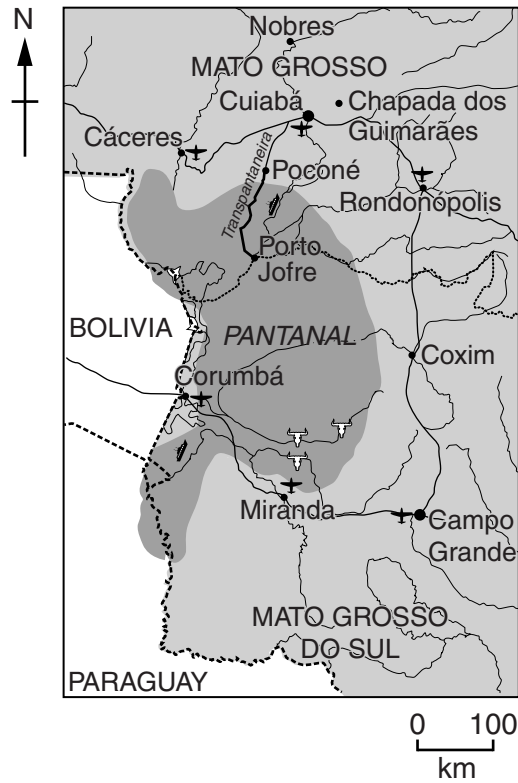 N
Nobres
MATO GROSSO
Cuiabá
Chapada dos
Guimarães
Cáceres
Poconé
Transpantaneira
Rondonópolis
Porto
Jofre
BOLIVIA
PANTANAL
Coxim
Corumbá
Miranda
Campo
Grande
MATO GROSSO
DO SUL
PARAGUAY
0 100
km